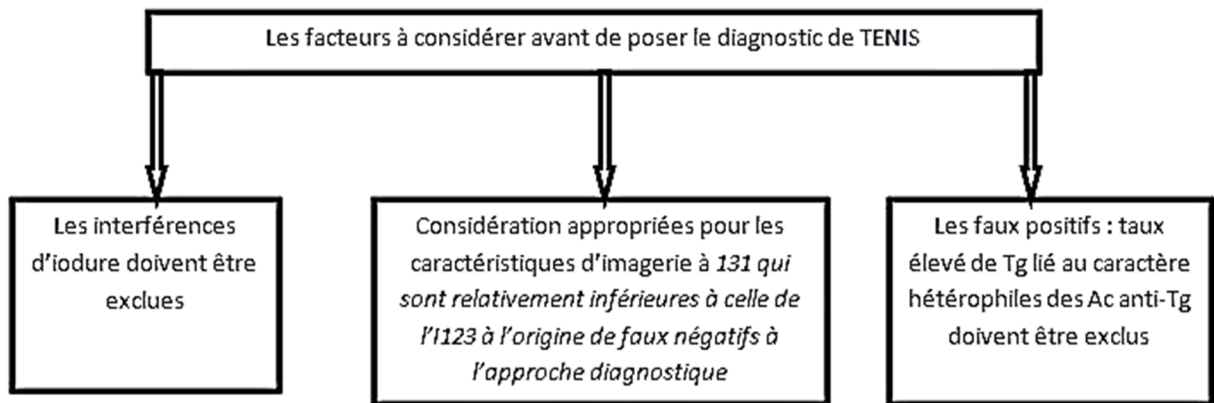 Les facteurs à considérer avant de poser le diagnostic de TENIS
Les interférences
d'iodure doivent être
exclues
Considération appropriées pour les
caractéristiques d'imagerie à 131 qui
sont relativement inférieures à celle de
l'I123 à l'origine de faux négatifs à
l'approche diagnostique
Les faux positifs : taux
élevé de Tg lié au caractère
hétérophiles des Ac anti-Tg
doivent être exclus